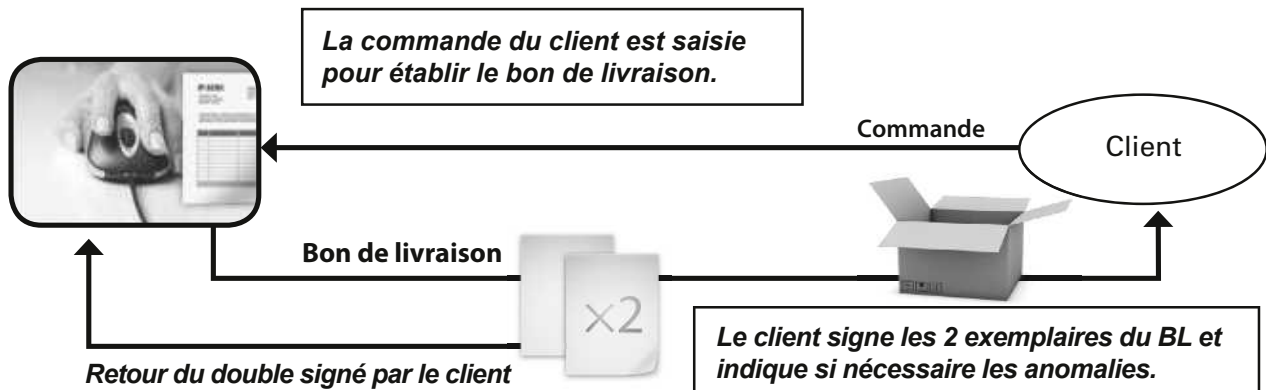 La commande du client est saisie
pour établir le bon de livraison.
Commande
Client
Bon de livraison
×2
Le client signe les 2 exemplaires du BL et
indique si nécessaire les anomalies.
Retour du double signé par le client